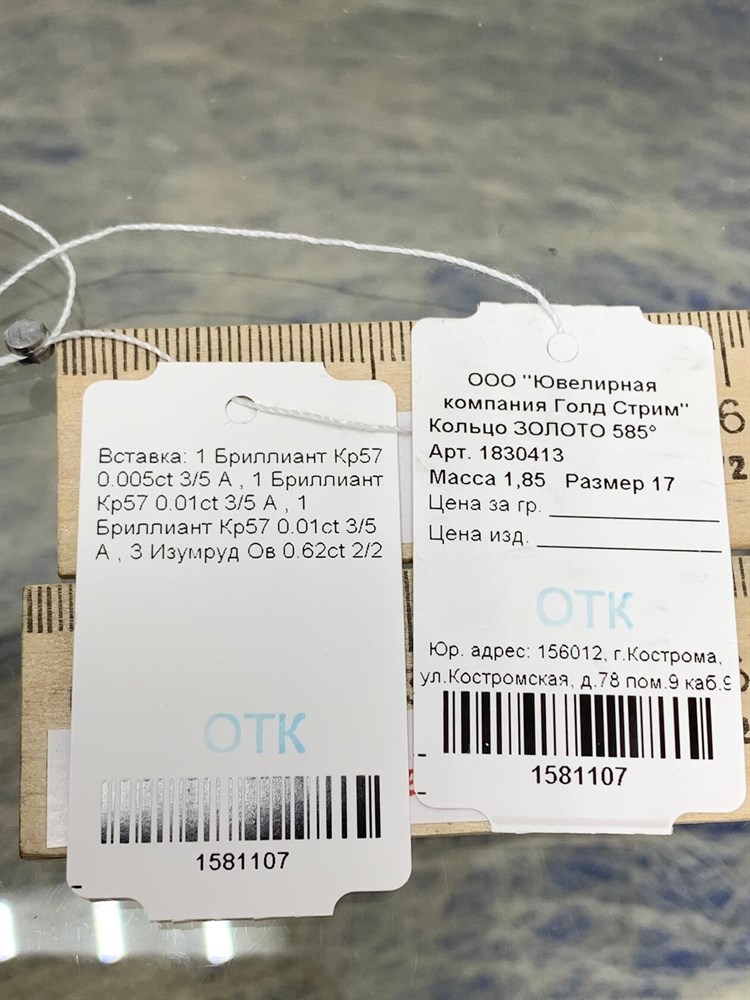 Вставка: 1 Бриллиант Кр57
0.005ct 3/5 А , 1 Бриллиант
Кр57 0.01ct 3/5 А , 1
Бриллиант Кр57 0.01ct 3/5
А , 3 Изумруд Ов 0.62ct 2/2
ОТК
1581107
ООО "Ювелирная
компания Голд Стрим"
Кольцо ЗОЛОТО 585°
Арт. 1830413
Масса 1,85 Размер 17
Цена за гр.
Цена изд.
ОТК
Юр. адрес: 156012, г.Кострома,
ул.Костромская, д.78 пом.9 каб.9
1581107
6